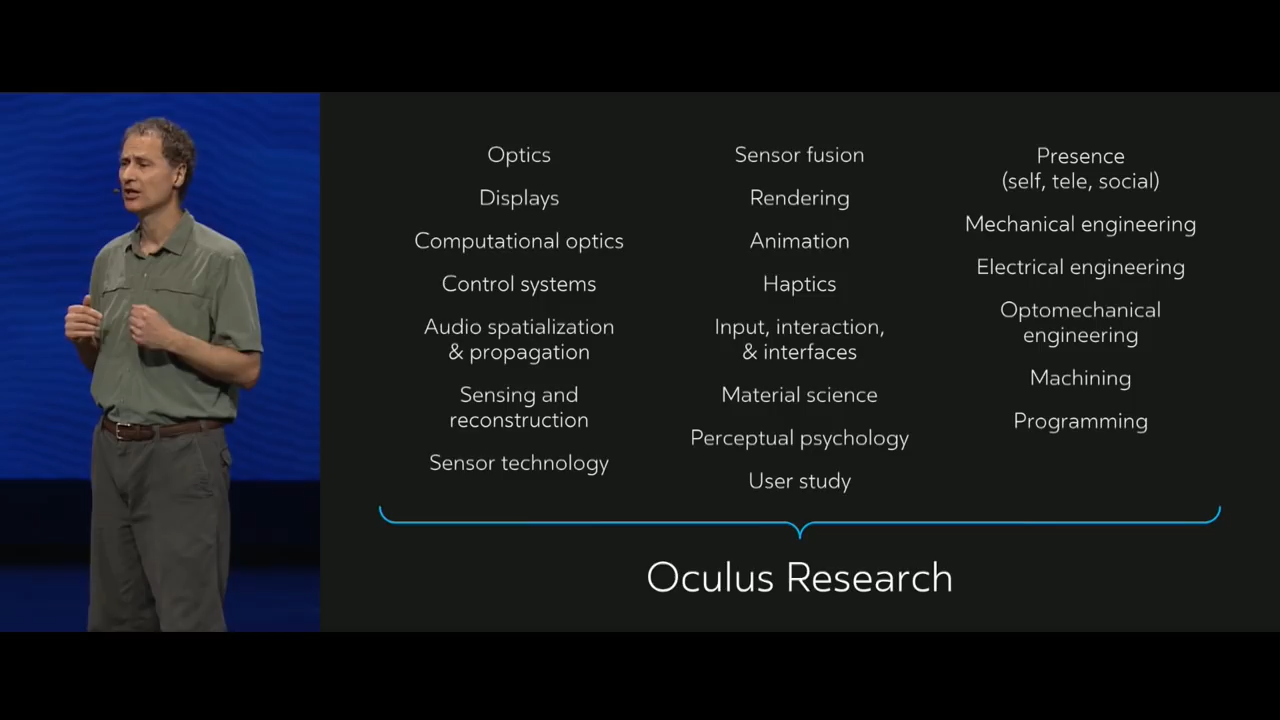 Optics
Displays
Computational optics
Control systems
Audio spatialization
& propagation
Sensing and
reconstruction
Sensor technology
Sensor fusion
Rendering
Animation
Haptics
Input, interaction,
& interfaces
Material science
Perceptual psychology
User study
Presence
(self, tele, social)
Mechanical engineering
Electrical engineering
Optomechanical
engineering
Machining
Programming
Oculus Research